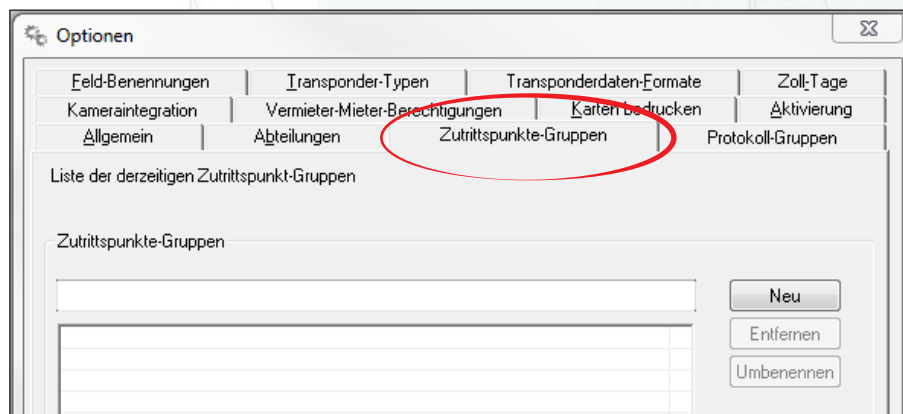 Optionen
Feld-Benennungen Transponder-Typen Transponderdaten-Formate Zoll-Tage
Kameraintegration Vermieter-Mieter-Berechtigungen Karten bedrucken Aktivierung
Allgemein Abteilungen Zutrittspunkte-Gruppen Protokoll-Gruppen
Liste der derzeitigen Zutrittspunkt-Gruppen
Zutrittspunkte-Gruppen
Neu
Entfernen
Umbenennen